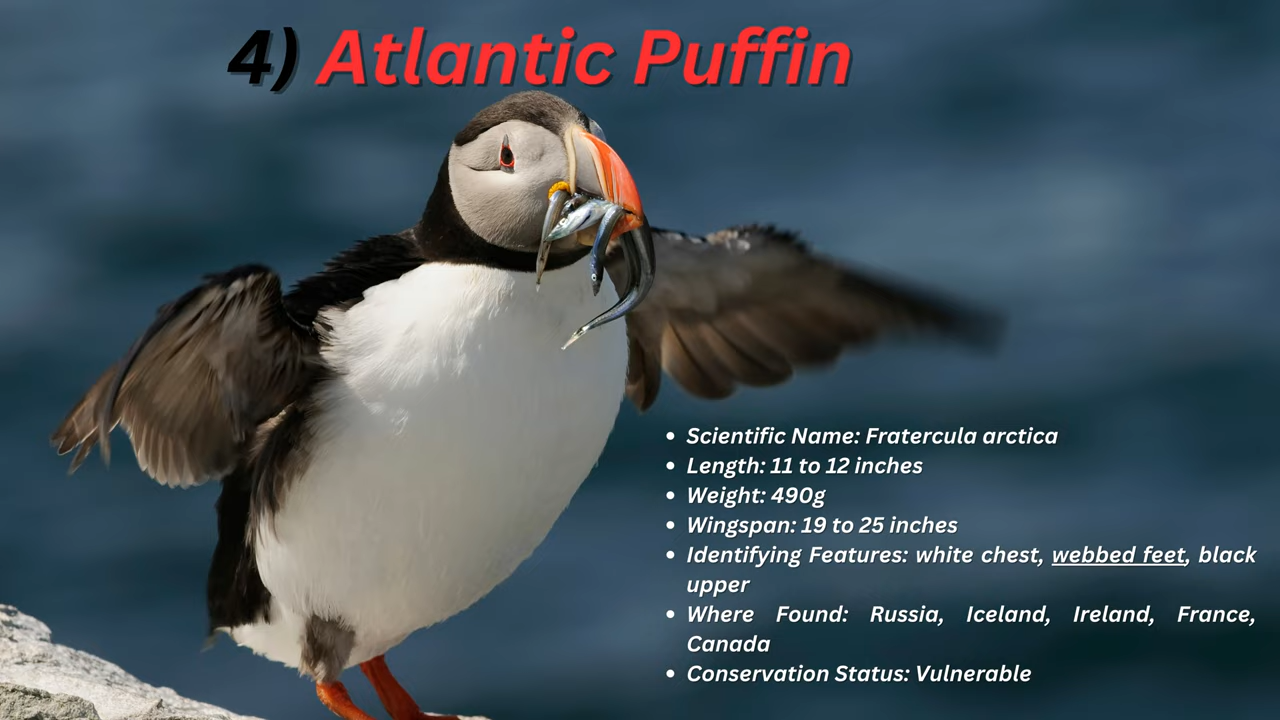 4) Atlantic Puffin
• Scientific Name: Fratercula arctica
• Length: 11 to 12 inches
• Weight: 490g
• Wingspan: 19 to 25 inches
• Identifying Features: white chest, webbed feet, black
upper
• Where Found: Russia, Iceland, Ireland, France,
Canada
• Conservation Status: Vulnerable